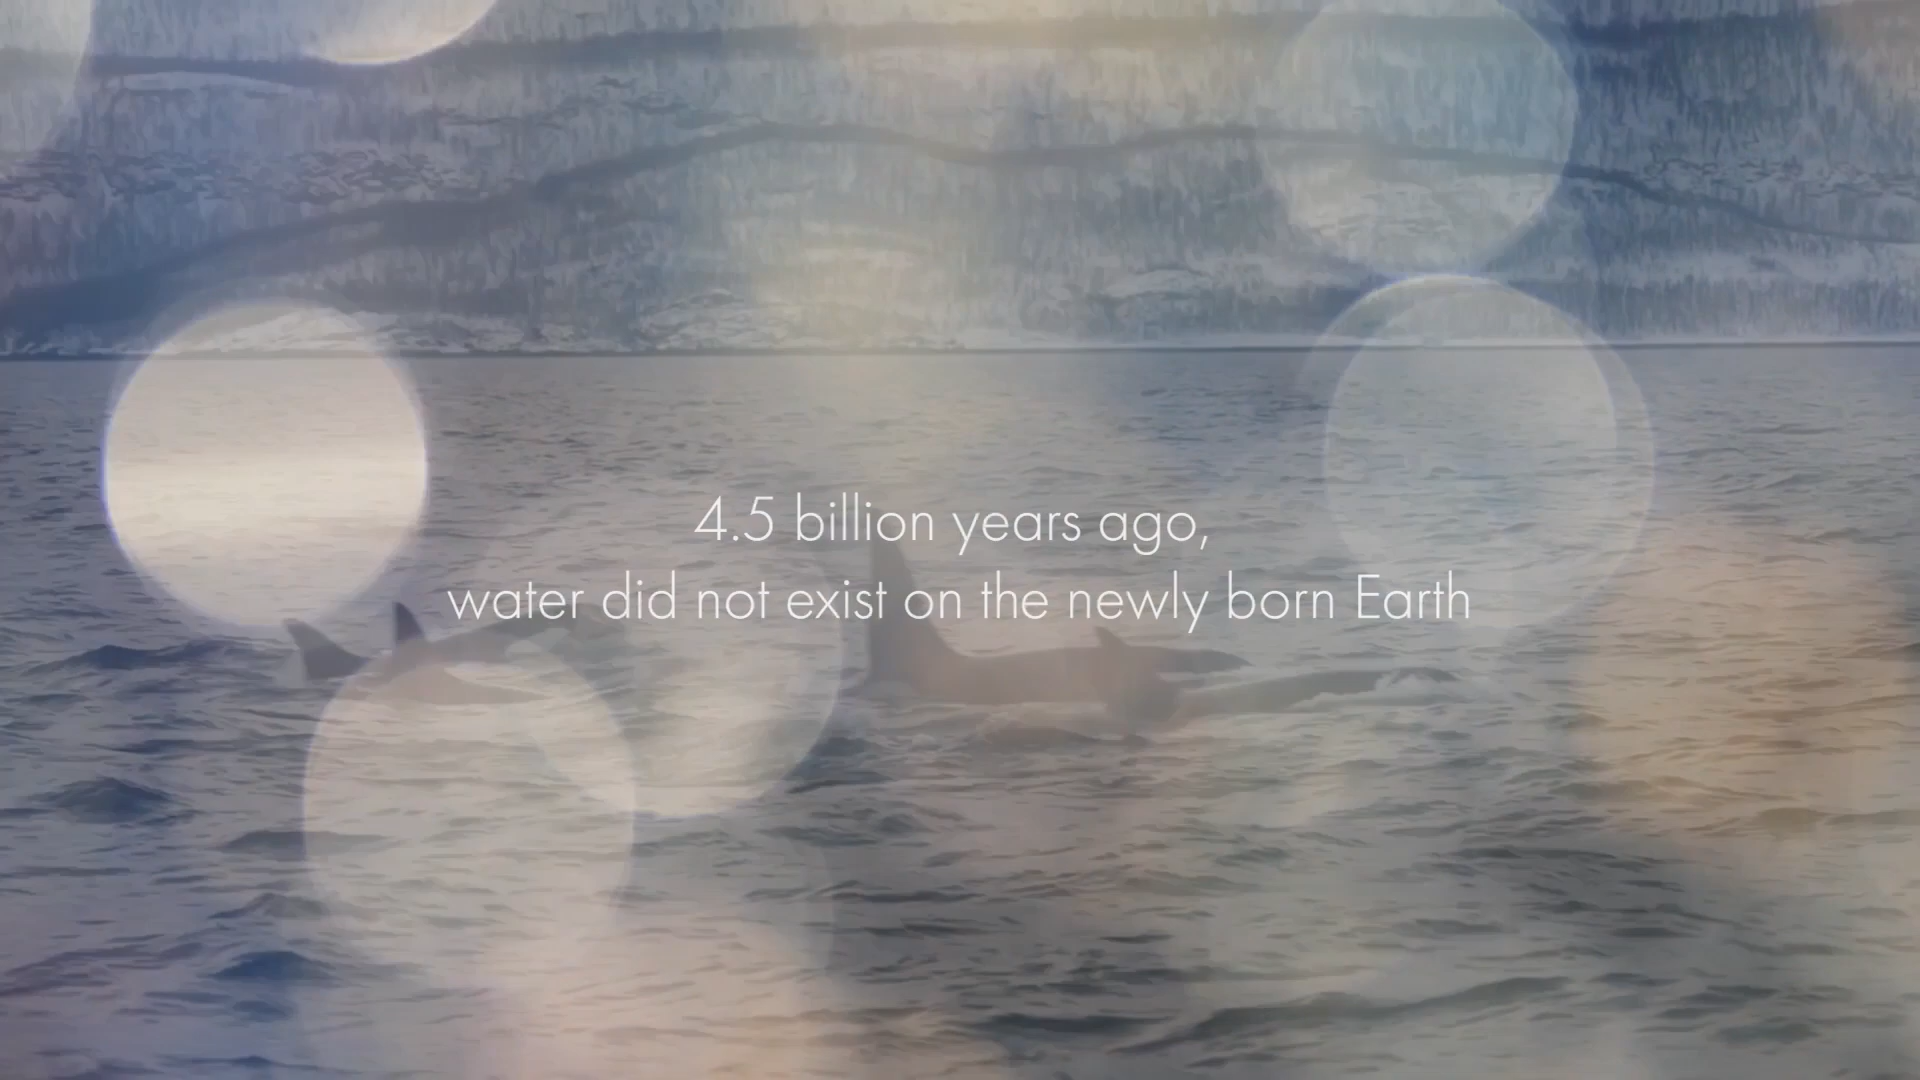 4.5 billion years ago,
water did not exist on the newly born Earth